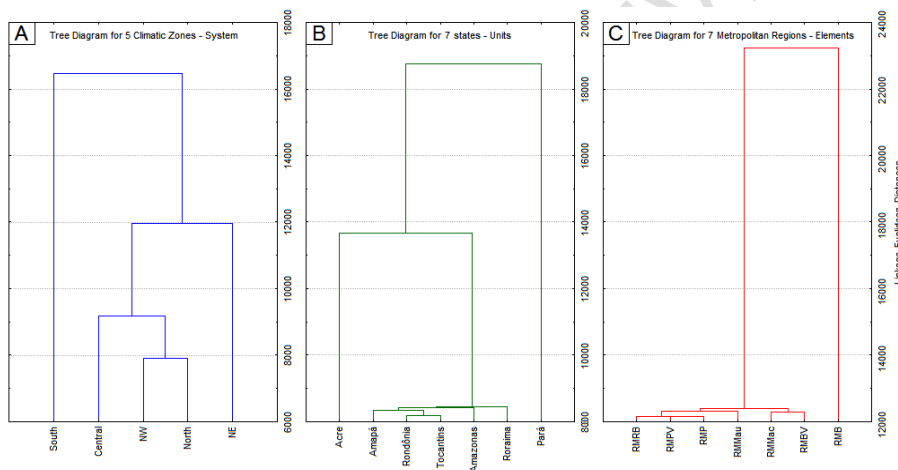 A
Tree Diagram for 5 Climatic Zones - System
18000
16000
14000
12000
10000
8000
6000
South
Central
NW
North
NE
B
Tree Diagram for 7 states - Units
20000
18000
16000
14000
12000
10000
8000
Acre
Amapá
Rondônia
Tocantins
Amazonas
Roraima
Pará
C
Tree Diagram for 7 Metropolitan Regions - Elements
24000
22000
20000
18000
16000
14000
12000
RMRB
RMPV
RMP
RMMau
RMMac
RMBV
RMB